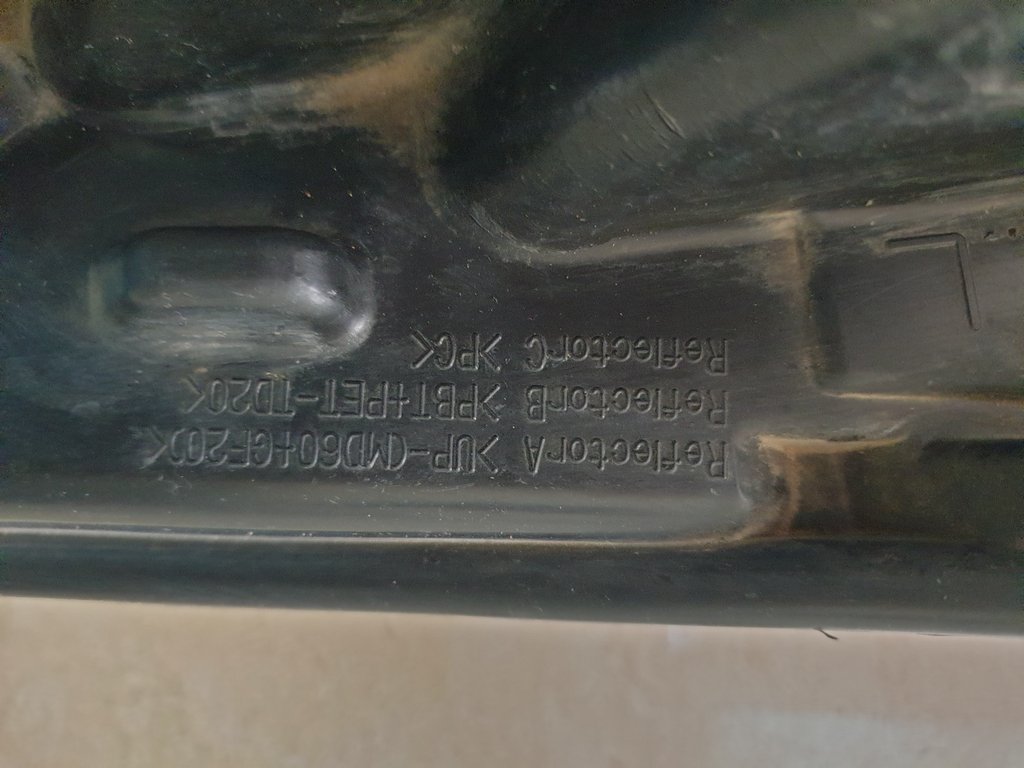 ReflectorA >UP-(MD60+GF20)<
ReflectorB >PBT+PET-TD20<
ReflectorC >PC<
L